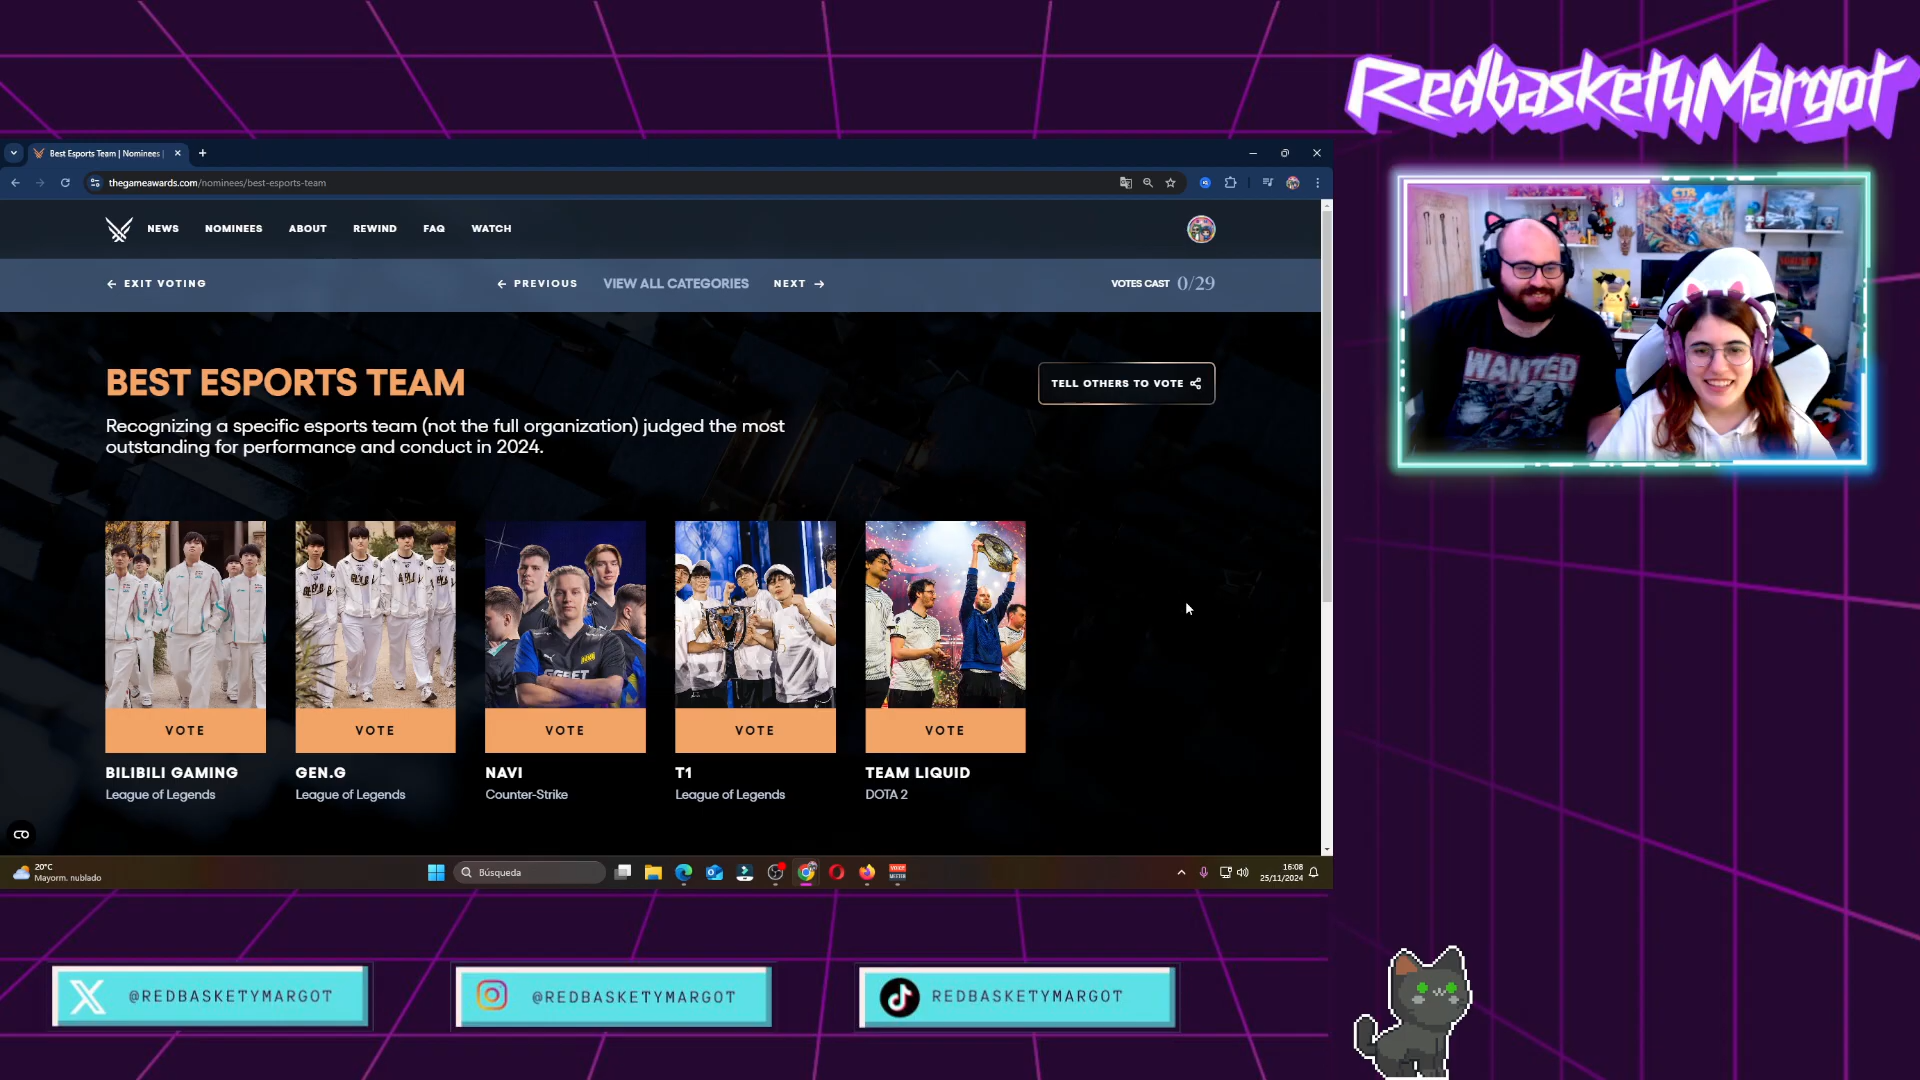 RedbasketyMargot
Best Esports Team | Nominees |
thegameawards.com/nominees/best-esports-team
NEWS
NOMINEES
ABOUT
REWIND
FAQ
WATCH
EXIT VOTING
PREVIOUS
VIEW ALL CATEGORIES
NEXT
VOTES CAST 0/29
BEST ESPORTS TEAM
TELL OTHERS TO VOTE
Recognizing a specific esports team (not the full organization) judged the most
outstanding for performance and conduct in 2024.
WANTED
VOTE
VOTE
VOTE
VOTE
VOTE
BILIBILI GAMING
League of Legends
GEN.G
League of Legends
NAVI
Counter-Strike
T1
League of Legends
TEAM LIQUID
DOTA 2
20°C
Mayorm. nublado
Búsqueda
16:08
25/11/2024
@REDBASKETYMARGOT
@REDBASKETYMARGOT
REDBASKETYMARGOT